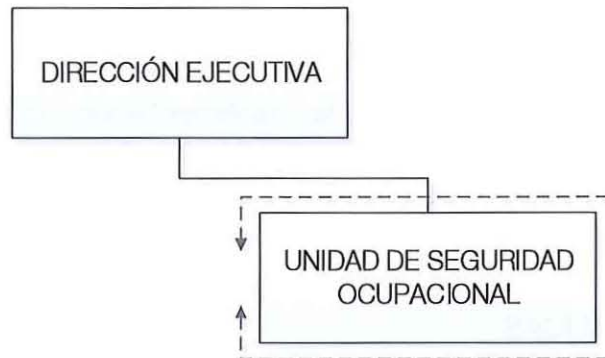 DIRECCIÓN EJECUTIVA
UNIDAD DE SEGURIDAD
OCUPACIONAL